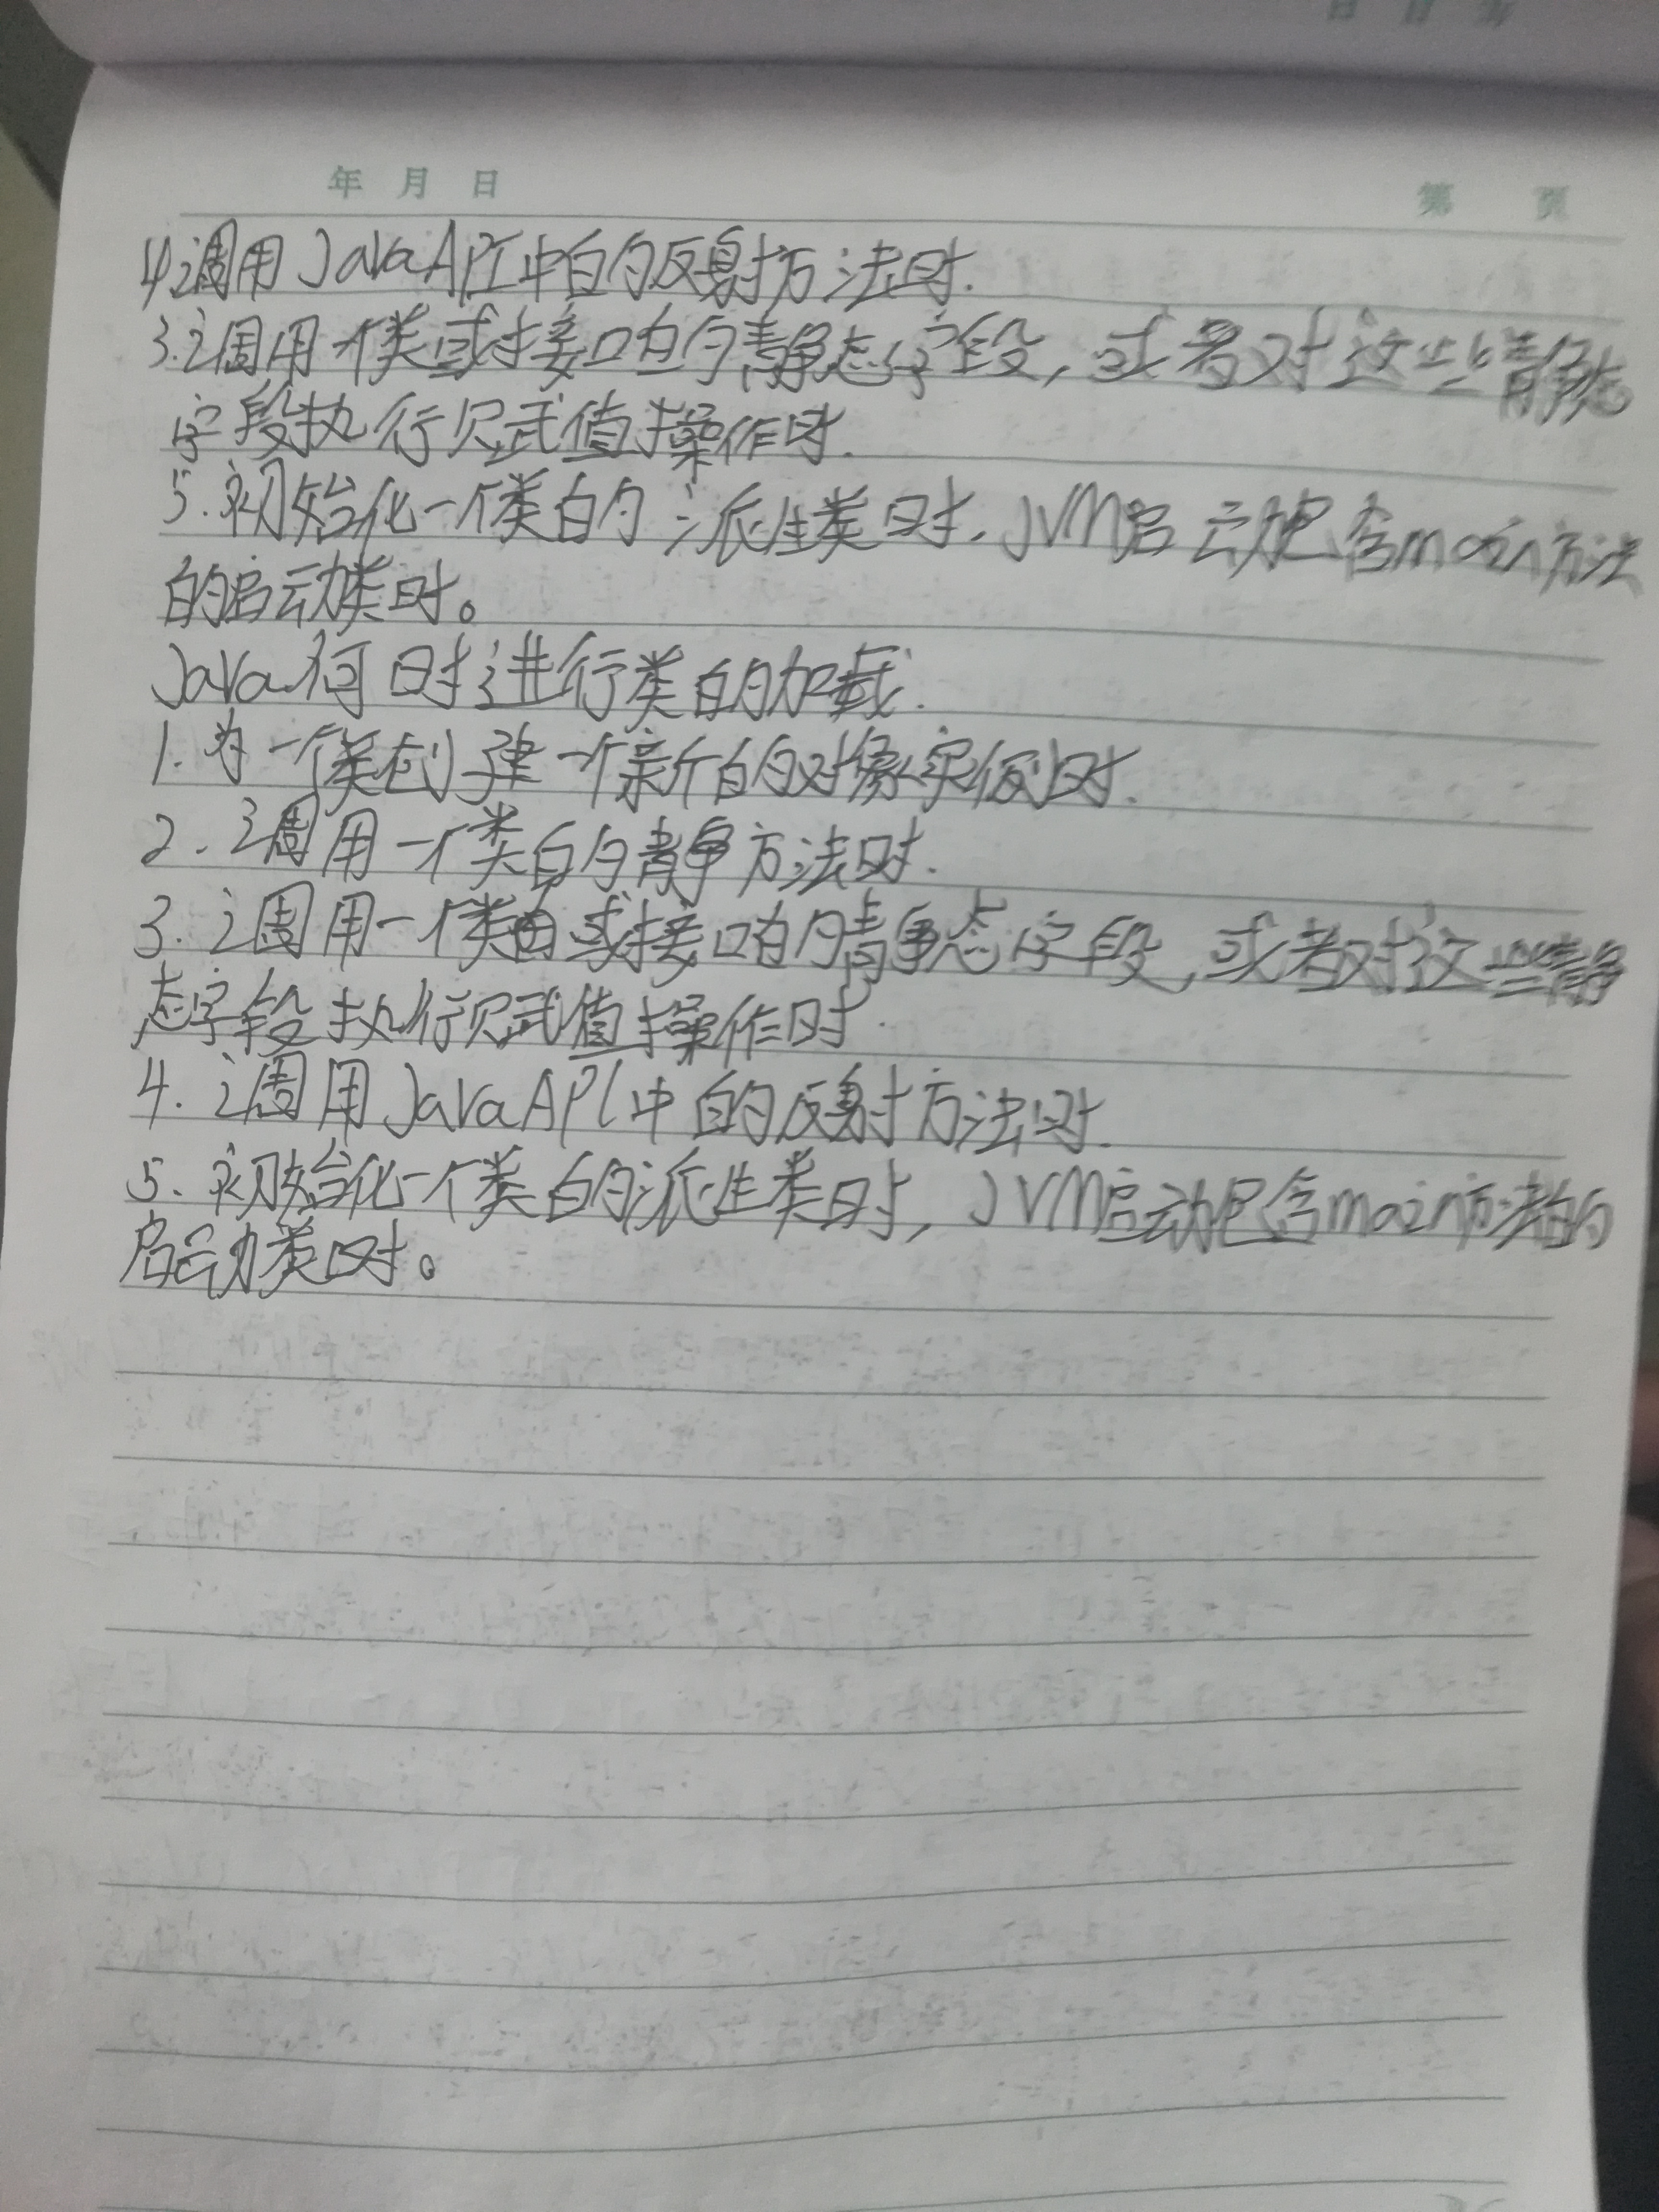 年 月 日 第 页
4.调用JavaAPI中的反射方法时.
3.调用一个类或接口的静态字段,或者对这些静态
字段执行赋值操作时.
5.初始化一个类的派生类时.JVM启动包含main方法
的启动类时。
Java何时进行类的加载.
1.为一个类创建一个新的对象实例时.
2.调用一个类的静方法时.
3.调用一个类或接口的静态字段,或者对这些静
态字段执行赋值操作时.
4.调用JavaAPI中的反射方法时.
5.初始化一个类的派生类时,JVM启动包含main方法的
启动类时。